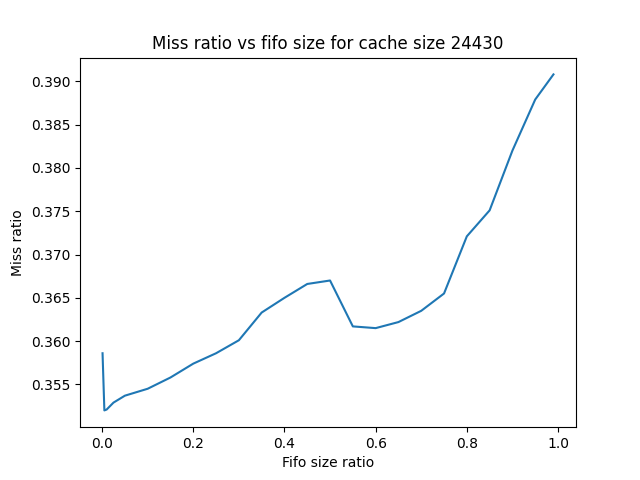 Miss ratio vs fifo size for cache size 24430
0.390
0.385
0.380
0.375
0.370
0.365
0.360
0.355
Miss ratio
0.0 0.2 0.4 0.6 0.8 1.0
Fifo size ratio